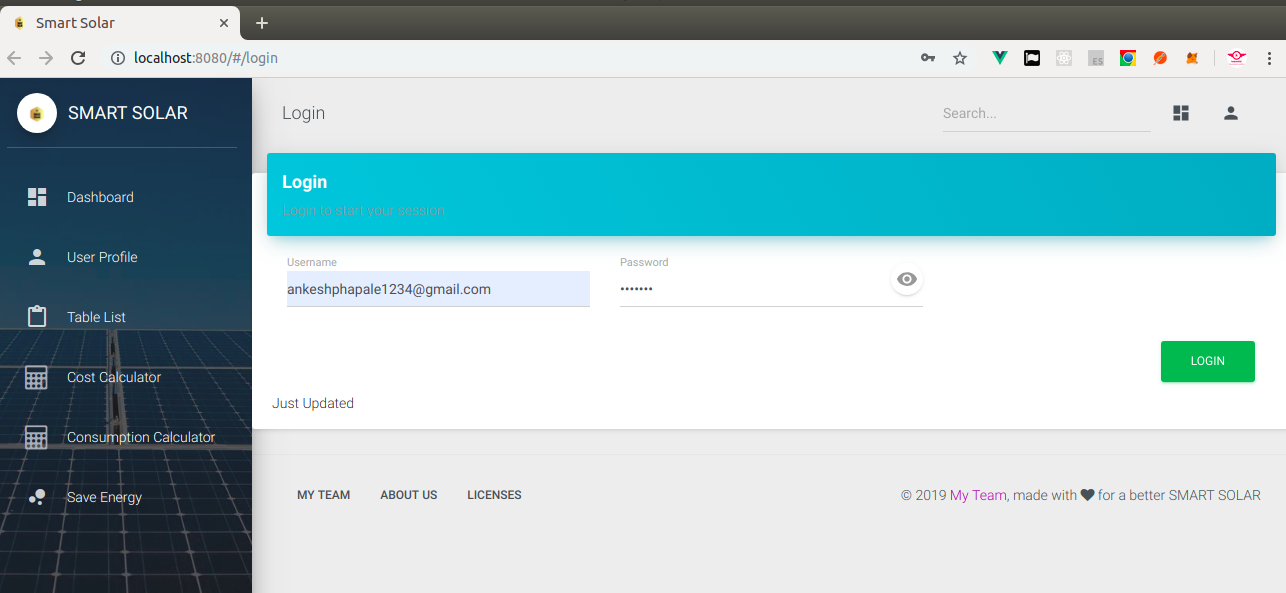 Smart Solar
localhost:8080/#/login
ES
SMART SOLAR
Dashboard
User Profile
Table List
Cost Calculator
Consumption Calculator
Save Energy
Login
Search...
Login
Login to start your session
Username
ankeshphapale1234@gmail.com
Password
•••••••
LOGIN
Just Updated
MY TEAM ABOUT US LICENSES
© 2019 My Team, made with ♥ for a better SMART SOLAR